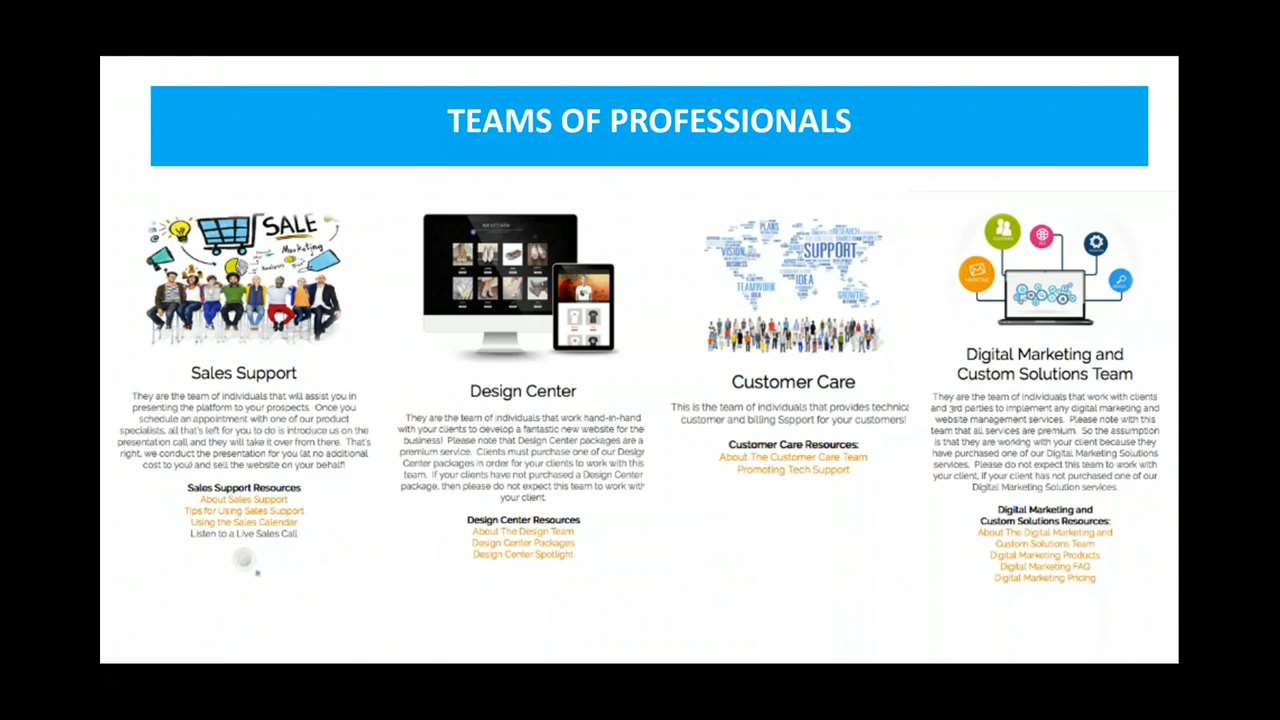 TEAMS OF PROFESSIONALS
SALE
Marketing
Sales Support
They are the team of individuals that will assist you in
presenting the platform to your prospects. Once you
schedule an appointment with one of our product
specialists, all that's left for you to do is introduce us on the
presentation call and they will take it over from there. That's
right, we conduct the presentation for you (at no additional
cost to you) and sell the website on your behalf!
Sales Support Resources
About Sales Support
Tips for Using Sales Support
Using the Sales Calendar
Listen to a Live Sales Call
Design Center
They are the team of individuals that work hand-in-hand
with your clients to develop a fantastic new website for the
business! Please note that Design Center packages are a
premium service. Clients must purchase one of our Desigr
Center packages in order for your clients to work with this
team. If your clients have not purchased a Design Center
package, then please do not expect this team to work with
your client.
Design Center Resources
About The Design Team
Design Center Packages
Design Center Spotlight
PLANS
RESEARCH
VISION
SUPPORT
BUSINESS
IDEA
TEAMWORK
IDEA
GROWTH
Customer Care
This is the team of individuals that provides technica
customer and billing Sspport for your customers!
Customer Care Resources:
About The Customer Care Team
Promoting Tech Support
Digital Marketing and
Custom Solutions Team
They are the team of individuals that work with clients
and 3rd parties to implement any digital marketing and
website management services. Please note with this
team that all services are premium. So the assumption
is that they are working with your client because they
have purchased one of our Digital Marketing Solutions
services. Please do not expect this team to work with
your client, if your client has not purchased one of our
Digital Marketing Solution services.
Digital Marketing and
Custom Solutions Resources:
About The Digital Marketing and
Custom Solutions Team
Digital Marketing Products
Digital Marketing FAQ
Digital Marketing Pricing